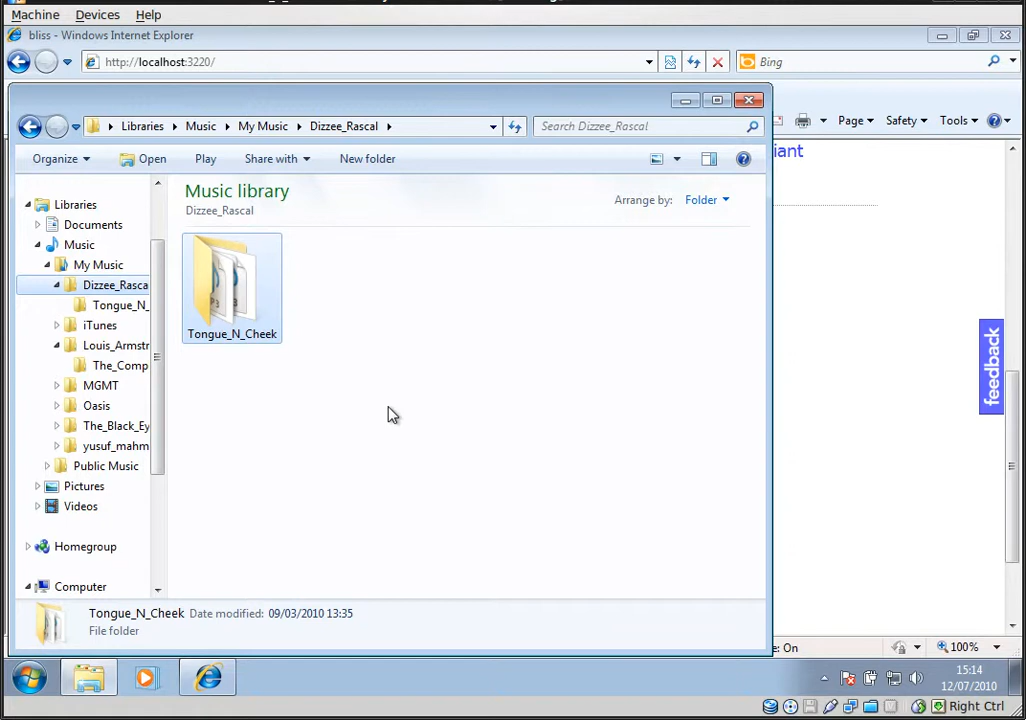 Machine Devices Help
bliss - Windows Internet Explorer
http://localhost:3220/
Bing
Page Safety Tools
Libraries Music My Music Dizzee_Rascal
Search Dizzee_Rascal
Organize Open Play Share with New folder
iant
Music library
Dizzee_Rascal
Arrange by: Folder
Libraries
Documents
Music
My Music
Dizzee_Rasca
Tongue_N_
iTunes
Louis_Armstr
The_Comp
MGMT
Oasis
The_Black_Ey
yusuf_mahm
Public Music
Pictures
Videos
Homegroup
Computer
Tongue_N_Cheek
feedback
Tongue_N_Cheek Date modified: 09/03/2010 13:35
File folder
e: On
100%
15:14
12/07/2010
Right Ctrl